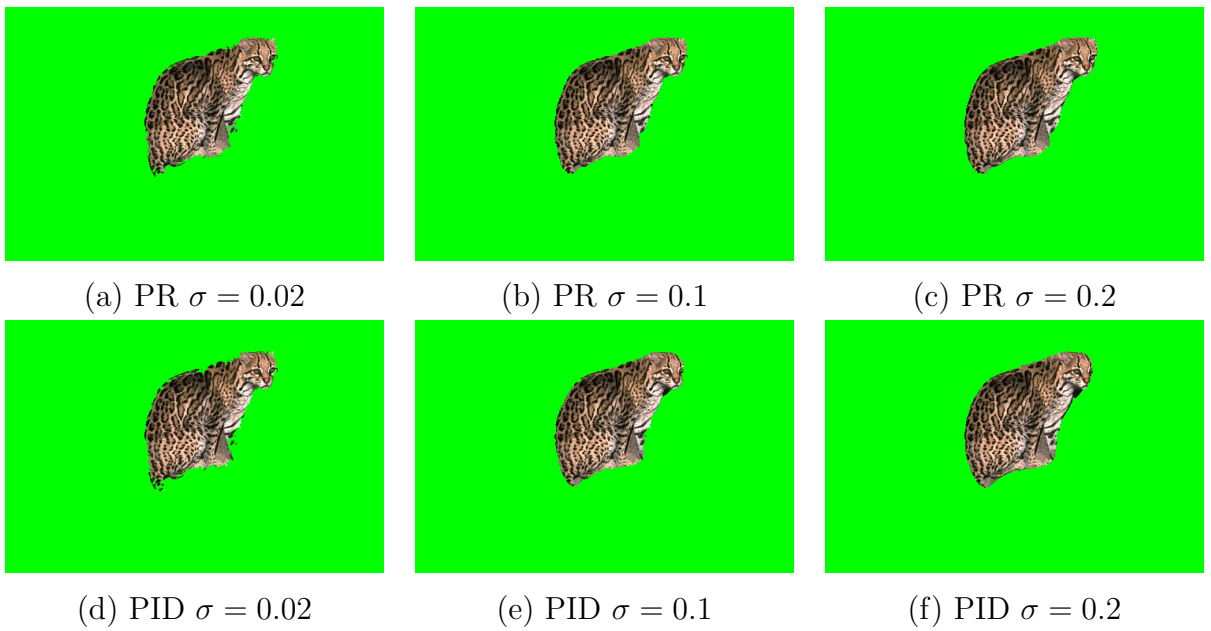 (a) PR σ = 0.02
(b) PR σ = 0.1
(c) PR σ = 0.2
(d) PID σ = 0.02
(e) PID σ = 0.1
(f) PID σ = 0.2